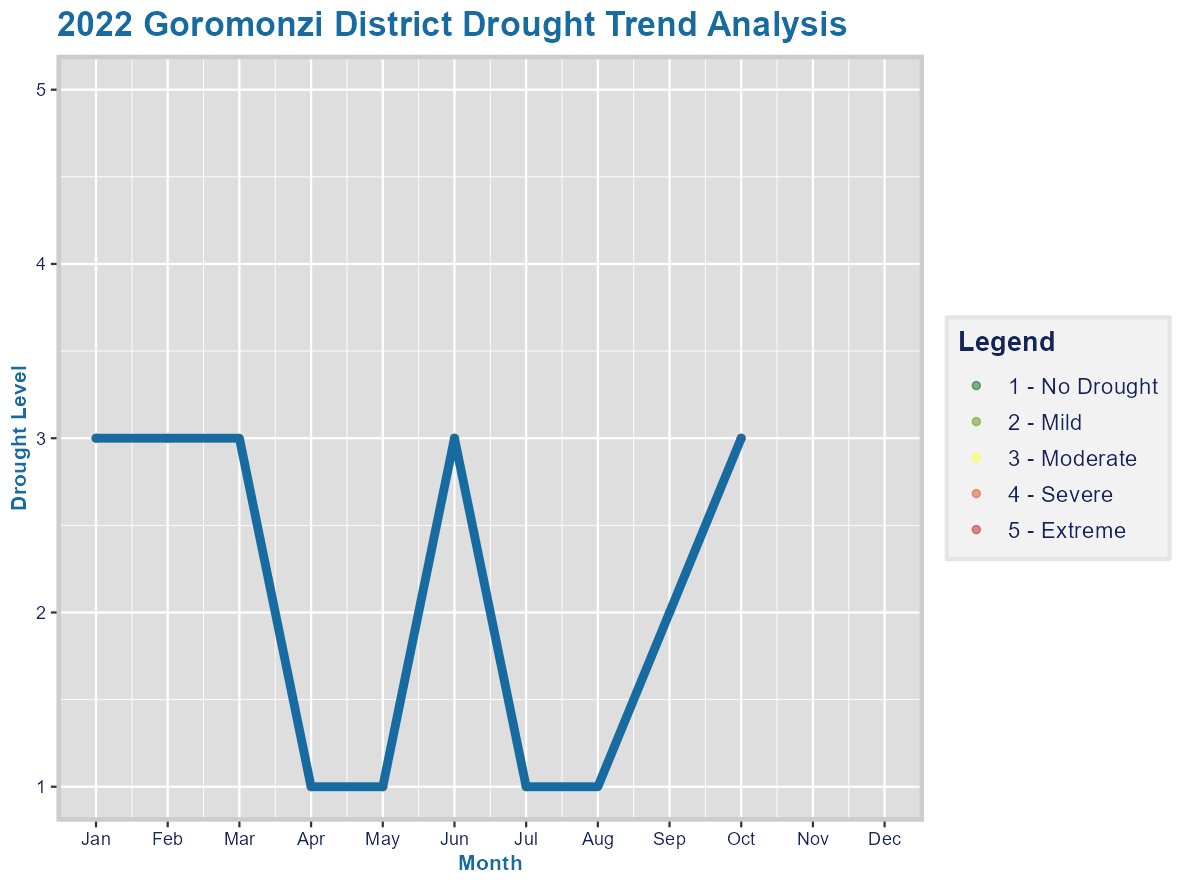 2022 Goromonzi District Drought Trend Analysis
Drought Level
5
4
3
2
1
Jan Feb Mar Apr May Jun Jul Aug Sep Oct Nov Dec
Month
Legend
1 - No Drought
2 - Mild
3 - Moderate
4 - Severe
5 - Extreme